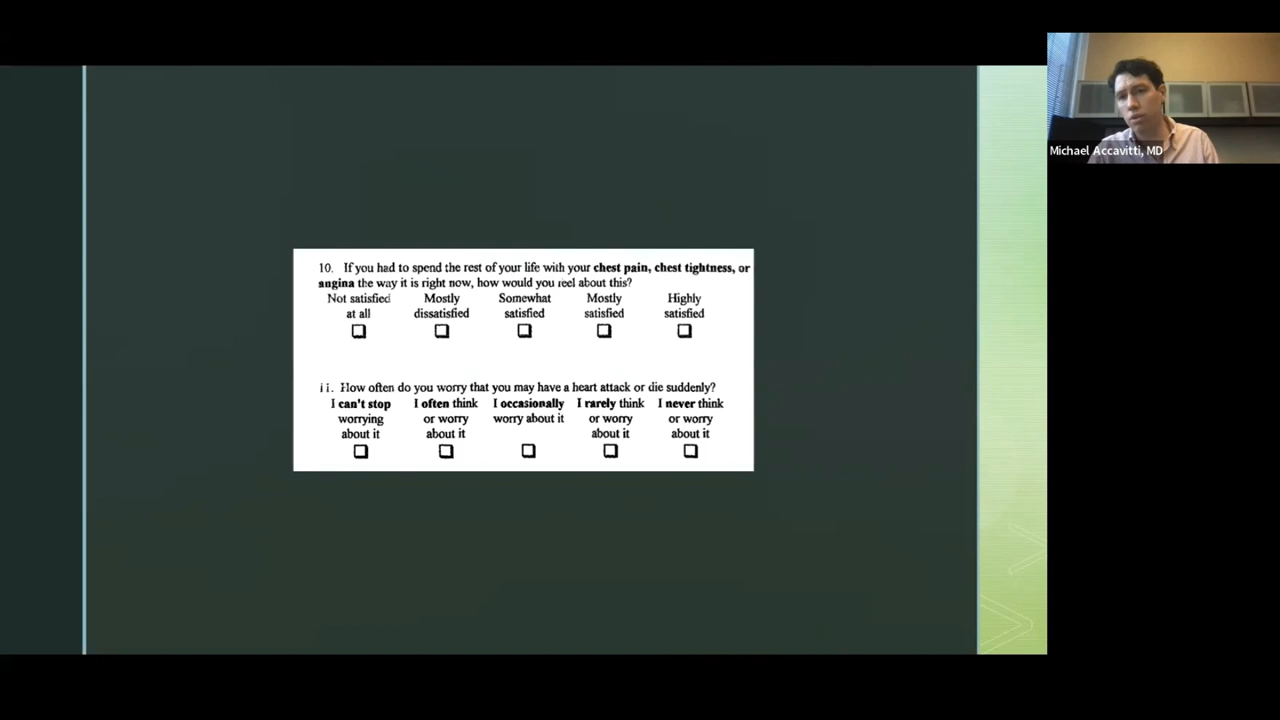 10. If you had to spend the rest of your life with your chest pain, chest tightness, or
angina the way it is right now, how would you feel about this?
Not satisfied at all
Mostly dissatisfied
Somewhat satisfied
Mostly satisfied
Highly satisfied
11. How often do you worry that you may have a heart attack or die suddenly?
I can't stop worrying about it
I often think or worry about it
I occasionally worry about it
I rarely think or worry about it
I never think or worry about it
Michael Accavitti, MD